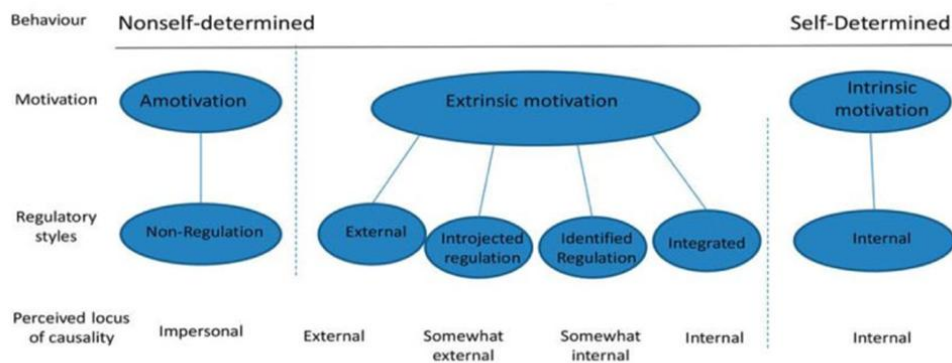 Behaviour Nonself-determined Self-Determined
Motivation Amotivation Extrinsic motivation Intrinsic
motivation
Regulatory
styles Non-Regulation External Introjected
regulation Identified
Regulation Integrated Internal
Perceived locus
of causality Impersonal External Somewhat
external Somewhat
internal Internal Internal